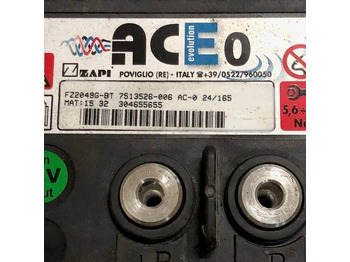 ACE0
evolution
ZAPI
POVIGLIO (RE) - ITALY ☎+39/0522/960050
FZ2049G-BT 7513526-006 AC-0 24/165
MAT:15 32 304655655
5,6÷
V
ut